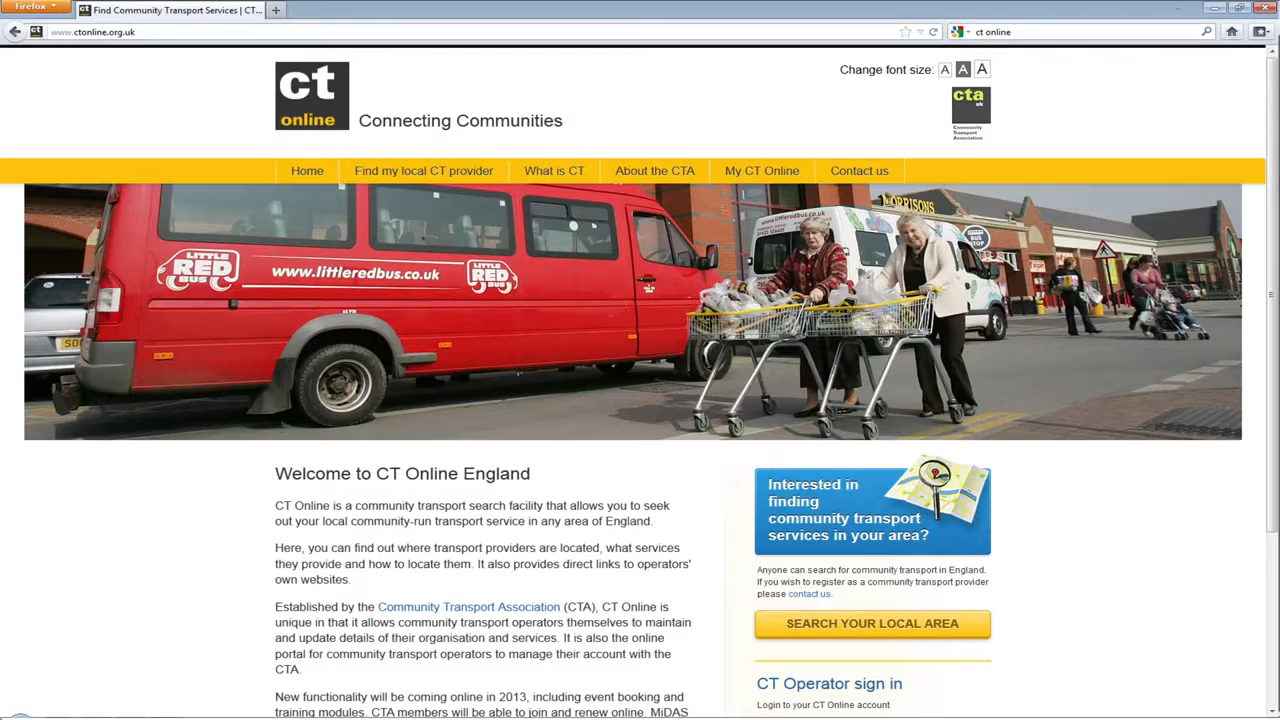 Firefox
Find Community Transport Services | CT...
www.ctonline.org.uk
ct online
Change font size: A A A
ct
online
Connecting Communities
cta
uk
Community
Transport
Association
Home
Find my local CT provider
What is CT
About the CTA
My CT Online
Contact us
LITTLE
RED
BUS
www.littleredbus.co.uk
LITTLE
RED
BUS
www.littleredbus.co.uk
MORRISONS
BUS
STOP
Welcome to CT Online England
CT Online is a community transport search facility that allows you to seek
out your local community-run transport service in any area of England.
Here, you can find out where transport providers are located, what services
they provide and how to locate them. It also provides direct links to operators'
own websites.
Established by the Community Transport Association (CTA), CT Online is
unique in that it allows community transport operators themselves to maintain
and update details of their organisation and services. It is also the online
portal for community transport operators to manage their account with the
CTA.
New functionality will be coming online in 2013, including event booking and
training modules. CTA members will be able to join and renew online. MiDAS
Interested in
finding
community transport
services in your area?
Anyone can search for community transport in England.
If you wish to register as a community transport provider
please contact us.
SEARCH YOUR LOCAL AREA
CT Operator sign in
Login to your CT Online account